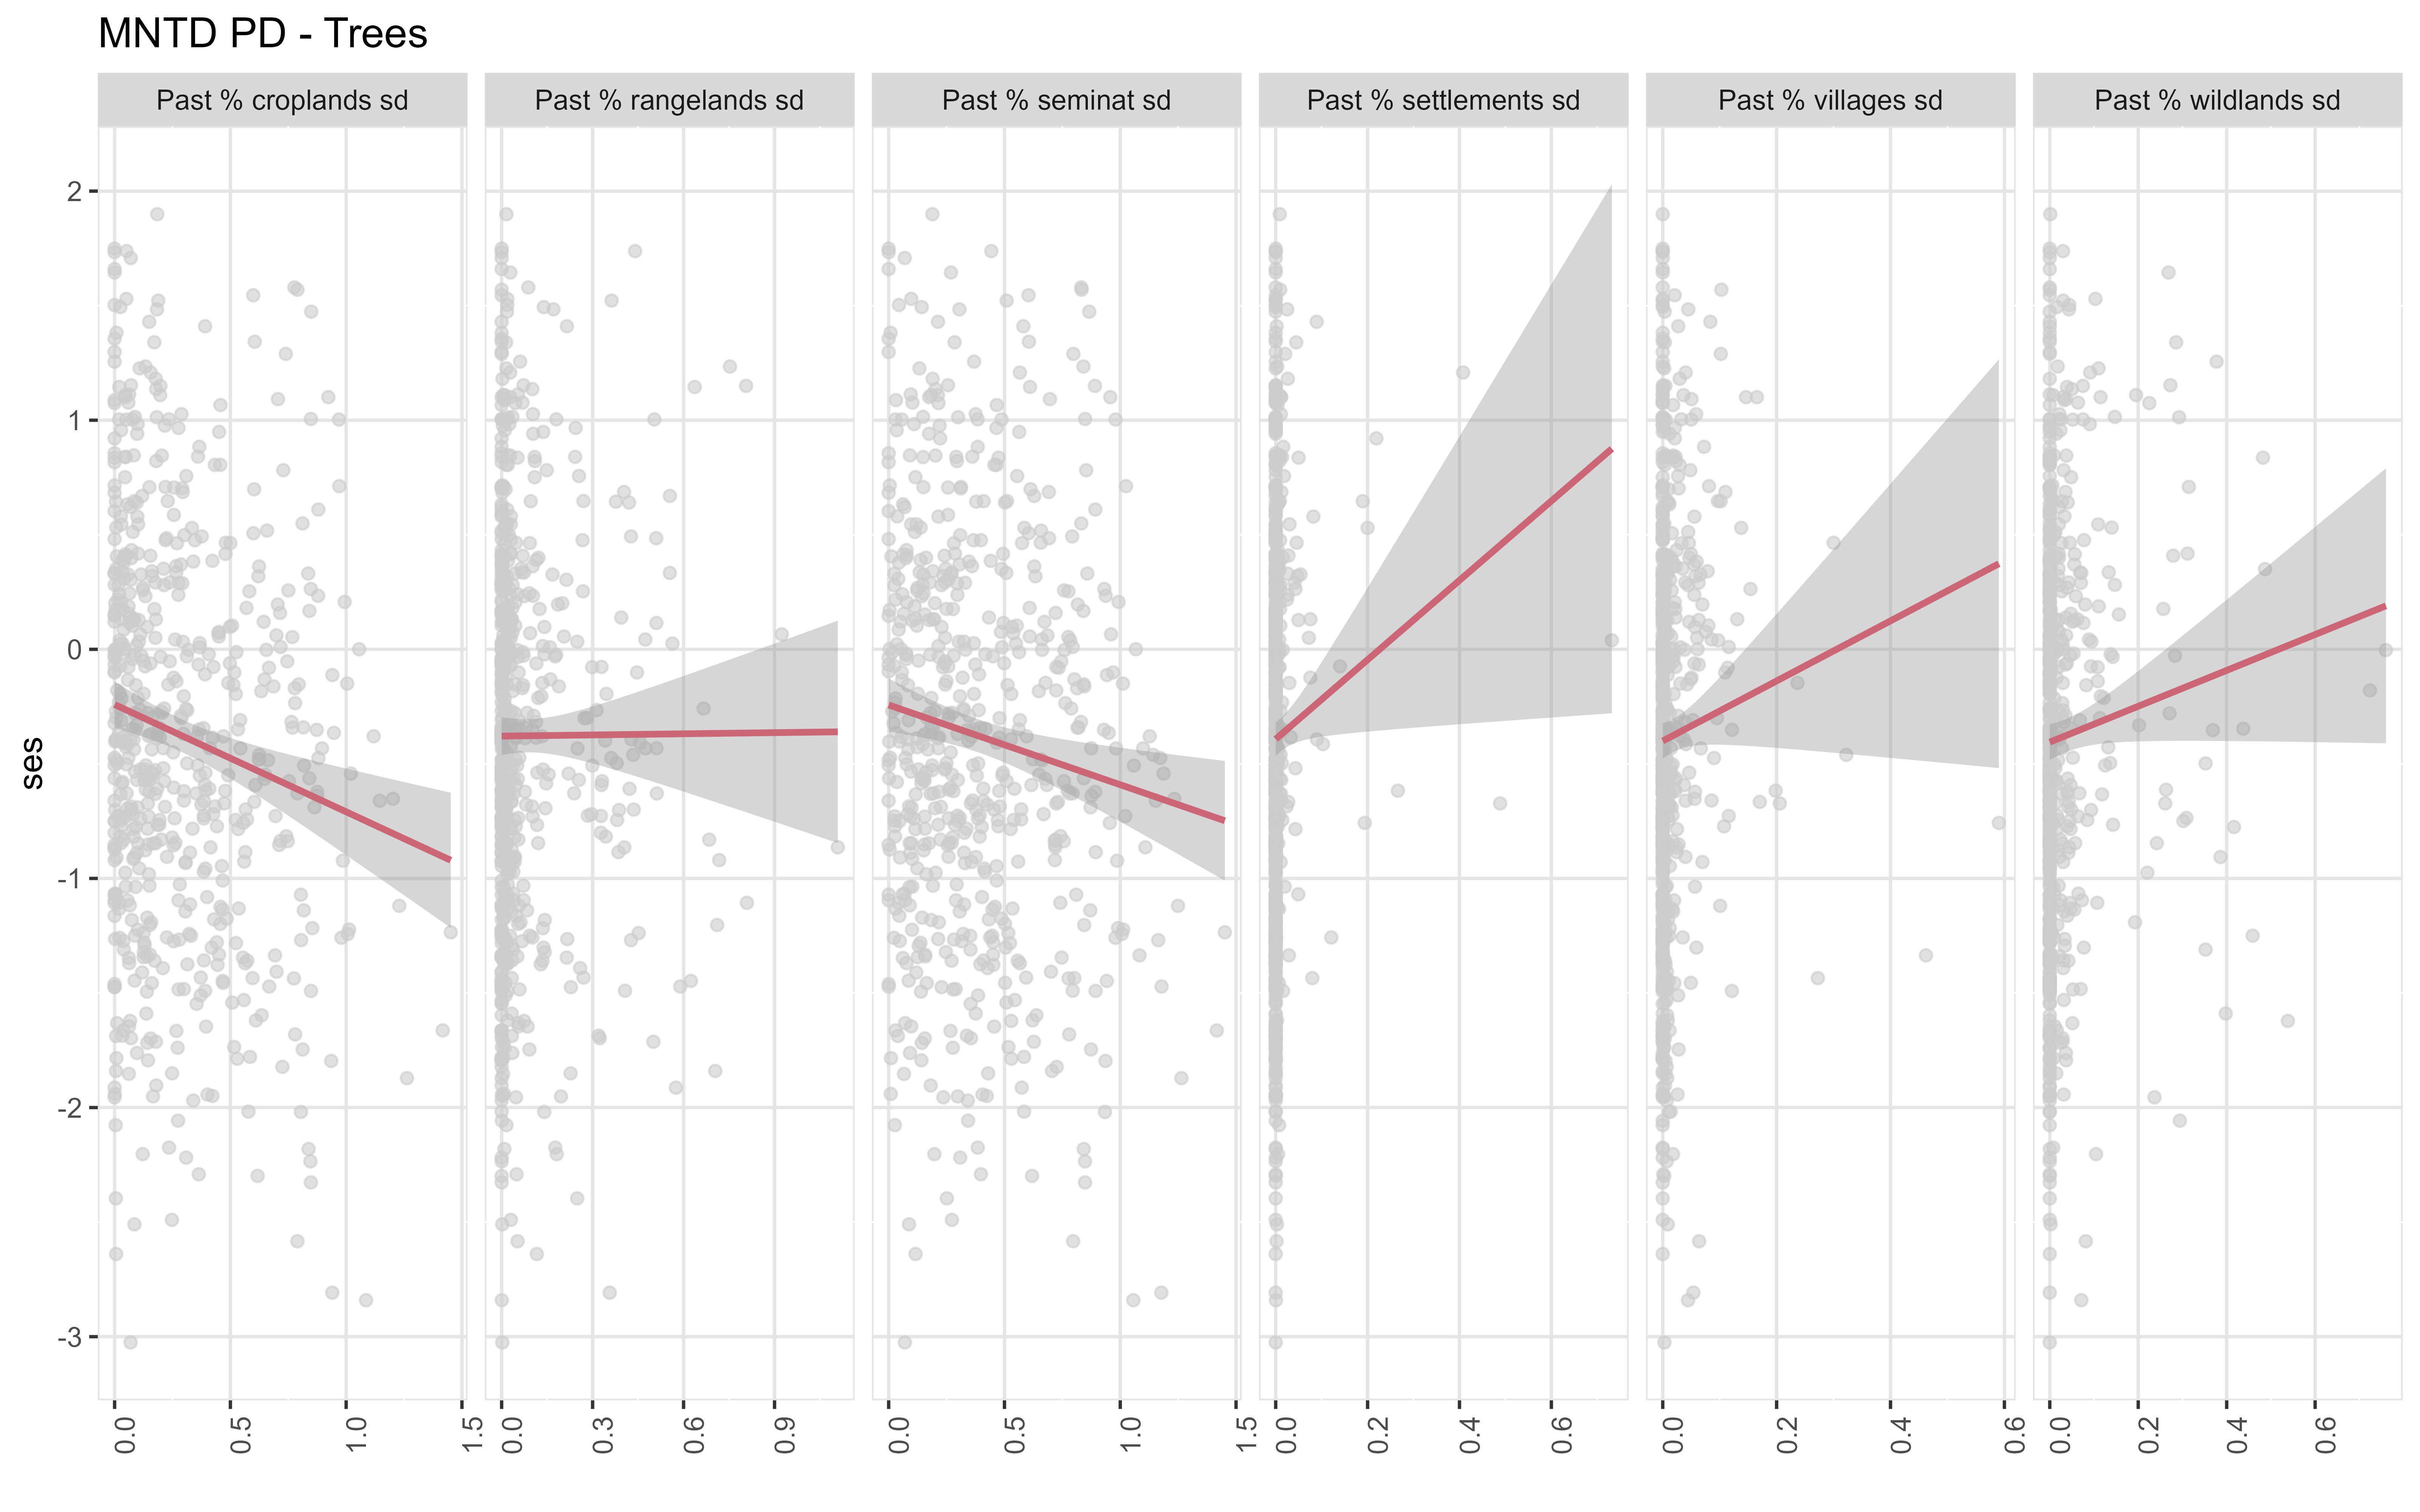 MNTD PD - Trees
Past % croplands sd
Past % rangelands sd
Past % seminat sd
Past % settlements sd
Past % villages sd
Past % wildlands sd
ses
2
1
0
-1
-2
-3
0.0 0.5 1.0 1.5
0.0 0.3 0.6 0.9
0.0 0.5 1.0 1.5
0.0 0.2 0.4 0.6
0.0 0.2 0.4 0.6
0.0 0.2 0.4 0.6